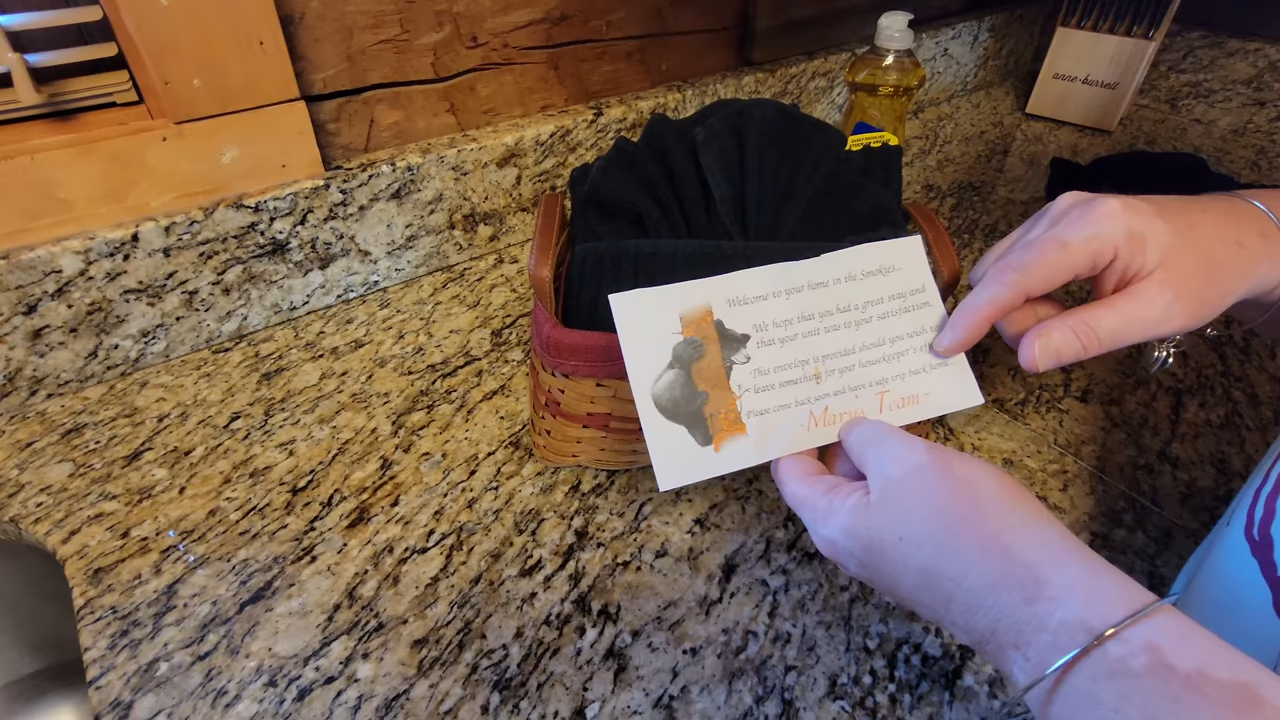 anne-burrell
Welcome to your home in the Smokies...
We hope that you had a great stay and
that your unit was to your satisfaction.
This envelope is provided should you wish to
leave something for your housekeeper's
Please come back soon and have a safe trip back home...
-Mary's Team-